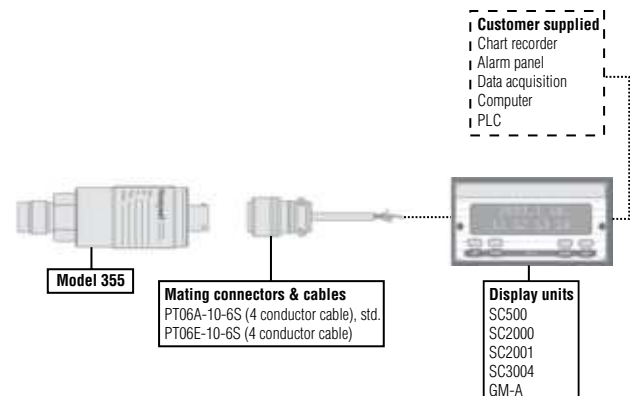 Customer supplied
Chart recorder
Alarm panel
Data acquisition
Computer
PLC
Model 355
Mating connectors & cables
PT06A-10-6S (4 conductor cable), std.
PT06E-10-6S (4 conductor cable)
Display units
SC500
SC2000
SC2001
SC3004
GM-A